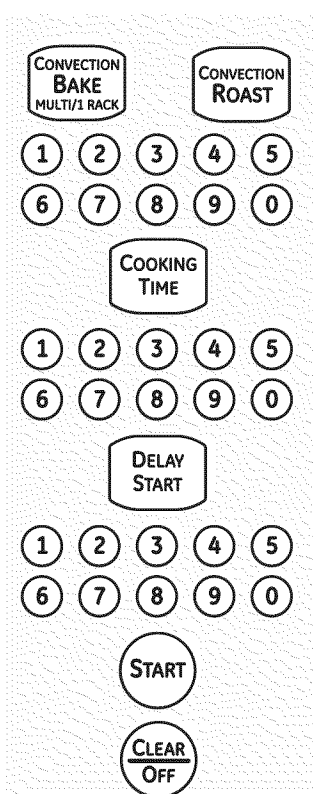 CONVECTION
BAKE
MULTI/1 RACK
CONVECTION
ROAST
1 2 3 4 5
6 7 8 9 0
COOKING
TIME
1 2 3 4 5
6 7 8 9 0
DELAY
START
1 2 3 4 5
6 7 8 9 0
START
CLEAR
OFF